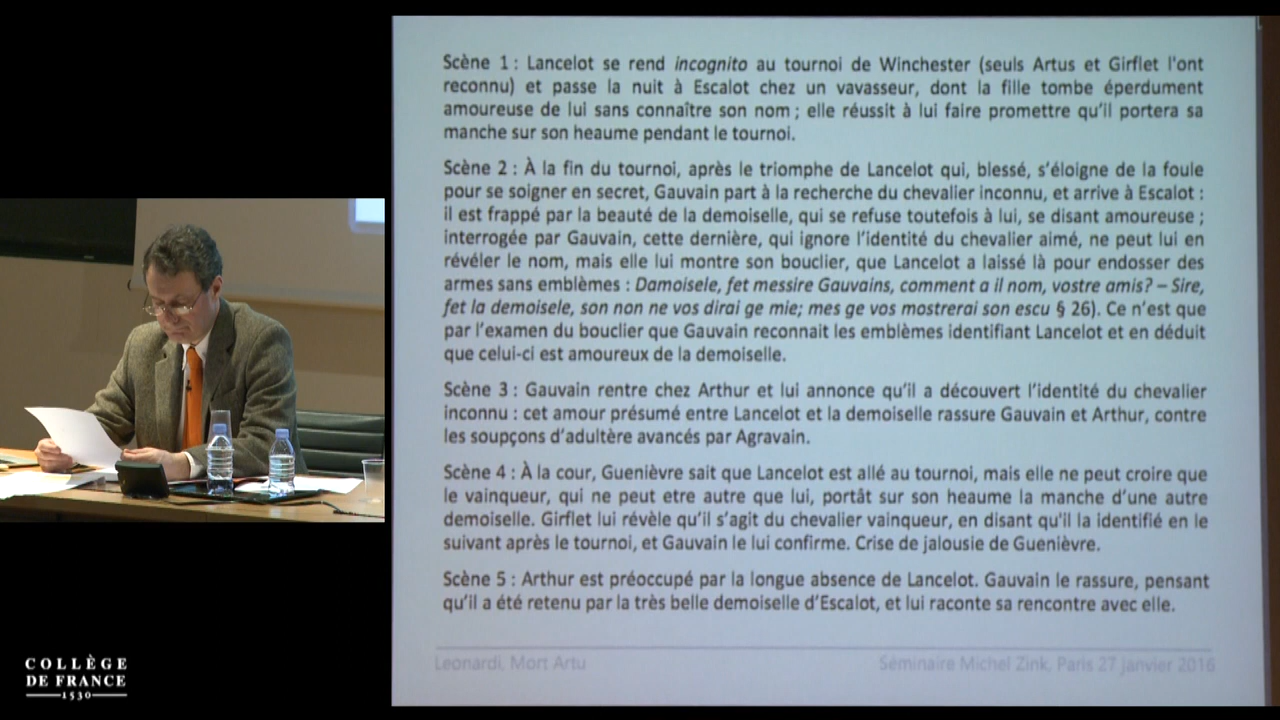 Scène 1 : Lancelot se rend incognito au tournoi de Winchester (seuls Artus et Girflet l'ont
reconnu) et passe la nuit à Escalot chez un vavasseur, dont la fille tombe éperdument
amoureuse de lui sans connaître son nom ; elle réussit à lui faire promettre qu'il portera sa
manche sur son heaume pendant le tournoi.
Scène 2 : À la fin du tournoi, après le triomphe de Lancelot qui, blessé, s'éloigne de la foule
pour se soigner en secret, Gauvain part à la recherche du chevalier inconnu, et arrive à Escalot :
il est frappé par la beauté de la demoiselle, qui se refuse toutefois à lui, se disant amoureuse ;
interrogée par Gauvain, cette dernière, qui ignore l'identité du chevalier aimé, ne peut lui en
révéler le nom, mais elle lui montre son bouclier, que Lancelot a laissé là pour endosser des
armes sans emblèmes : Damoisele, fet messire Gauvains, comment a il nom, vostre amis? – Sire,
fet la demoisele, son non ne vos dirai ge mie; mes ge vos mostrerai son escu § 26). Ce n'est que
par l'examen du bouclier que Gauvain reconnait les emblèmes identifiant Lancelot et en déduit
que celui-ci est amoureux de la demoiselle.
Scène 3 : Gauvain rentre chez Arthur et lui annonce qu'il a découvert l'identité du chevalier
inconnu : cet amour présumé entre Lancelot et la demoiselle rassure Gauvain et Arthur, contre
les soupçons d'adultère avancés par Agravain.
Scène 4 : À la cour, Guenièvre sait que Lancelot est allé au tournoi, mais elle ne peut croire que
le vainqueur, qui ne peut etre autre que lui, portât sur son heaume la manche d'une autre
demoiselle. Girflet lui révèle qu'il s'agit du chevalier vainqueur, en disant qu'il la identifié en le
suivant après le tournoi, et Gauvain le lui confirme. Crise de jalousie de Guenièvre.
Scène 5 : Arthur est préoccupé par la longue absence de Lancelot. Gauvain le rassure, pensant
qu'il a été retenu par la très belle demoiselle d'Escalot, et lui raconte sa rencontre avec elle.
Leonardi, Mort Artu
Séminaire Michel Zink, Paris 27 janvier 2016
COLLÈGE
DE FRANCE
1530